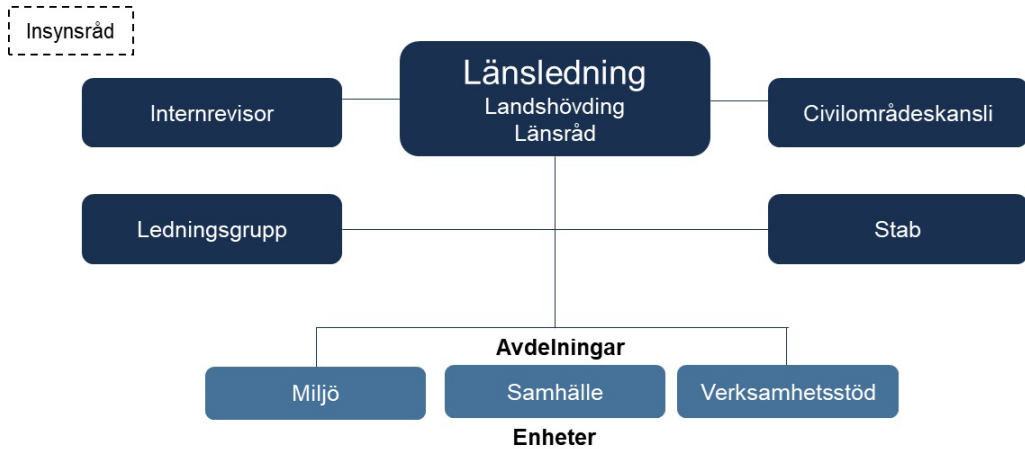 Insynsråd
Länsledning
Landshövding
Länsråd
Internrevisor
Civilområdeskansli
Ledningsgrupp
Stab
Avdelningar
Miljö
Samhälle
Verksamhetsstöd
Enheter